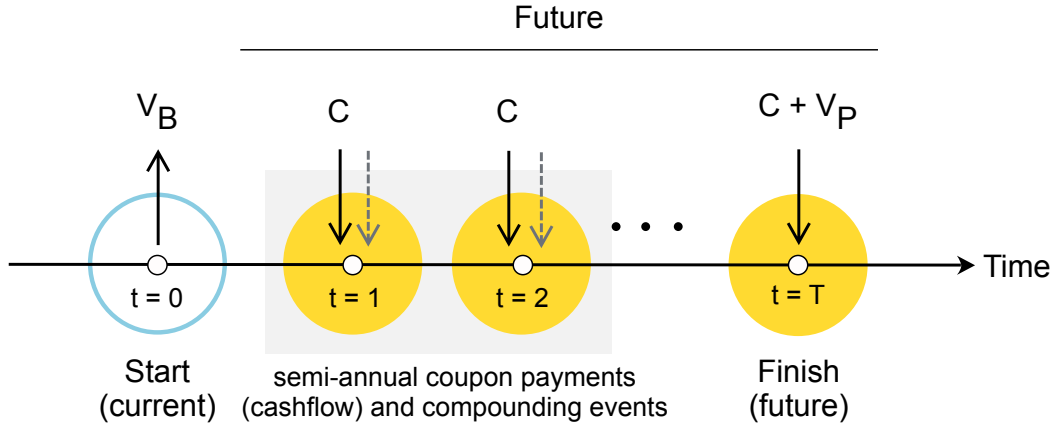 Future
V_B
C
C
C + V_P
Time
t = 0
t = 1
t = 2
t = T
Start
(current)
semi-annual coupon payments
(cashflow) and compounding events
Finish
(future)